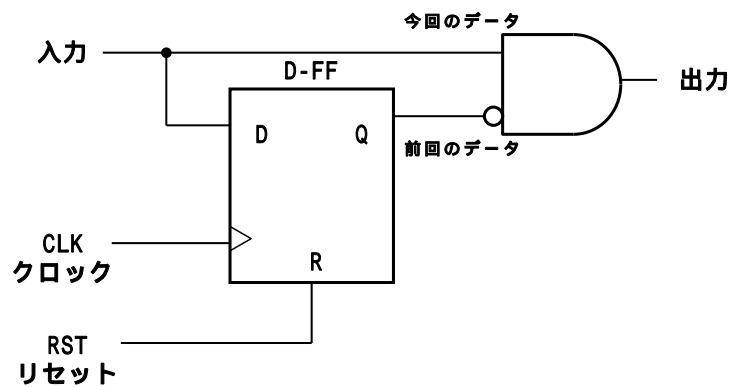 今回のデータ
入力
出力
D-FF
D
Q
前回のデータ
CLK
クロック
R
RST
リセット